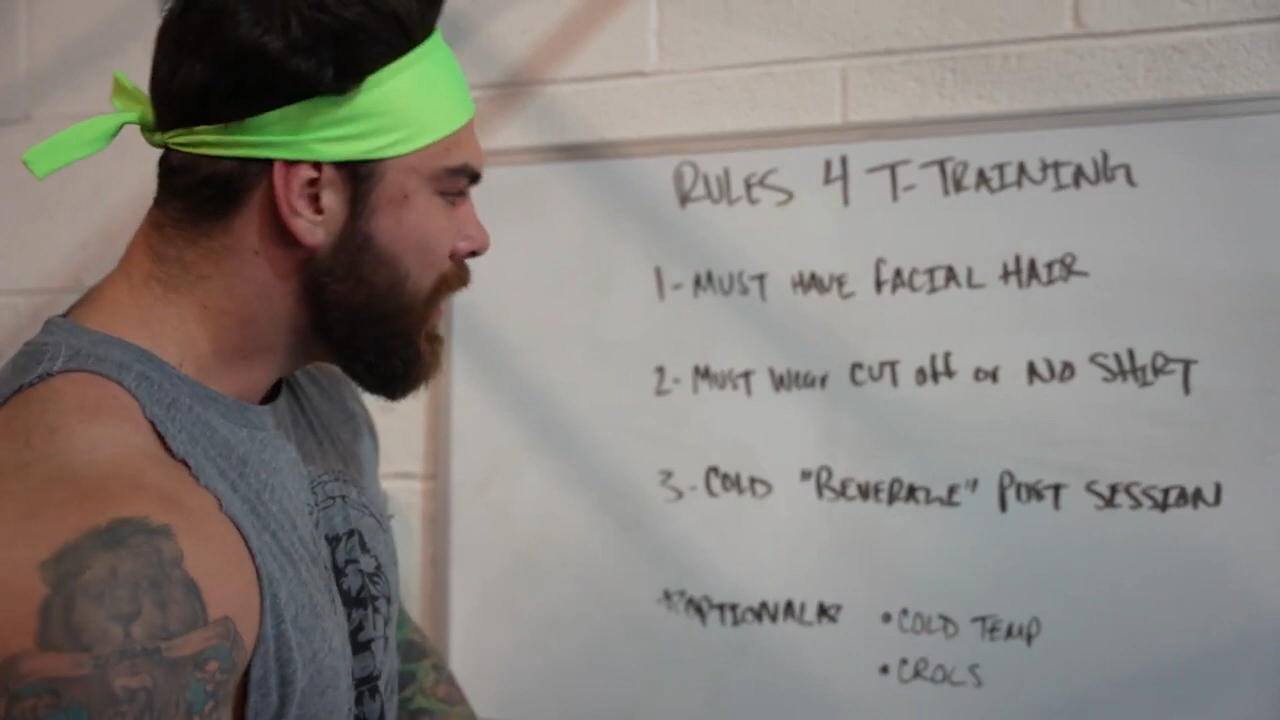 RULES 4 T-TRAINING
1-MUST HAVE FACIAL HAIR
2-MUST WEAR CUT off or NO SHIRT
3-COLD "BEVERAGE" POST SESSION
*OPTIONAL* •COLD TEMP
•CROCS